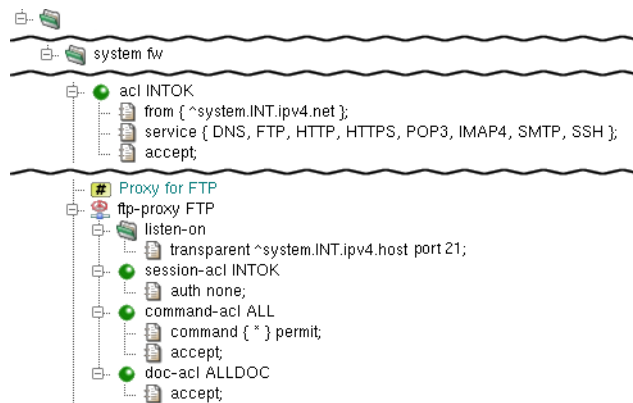 system fw
acl INTOK
from { ^system.INT.ipv4.net };
service { DNS, FTP, HTTP, HTTPS, POP3, IMAP4, SMTP, SSH };
accept;
# Proxy for FTP
ftp-proxy FTP
listen-on
transparent ^system.INT.ipv4.host port 21;
session-acl INTOK
auth none;
command-acl ALL
command { * } permit;
accept;
doc-acl ALLDOC
accept;